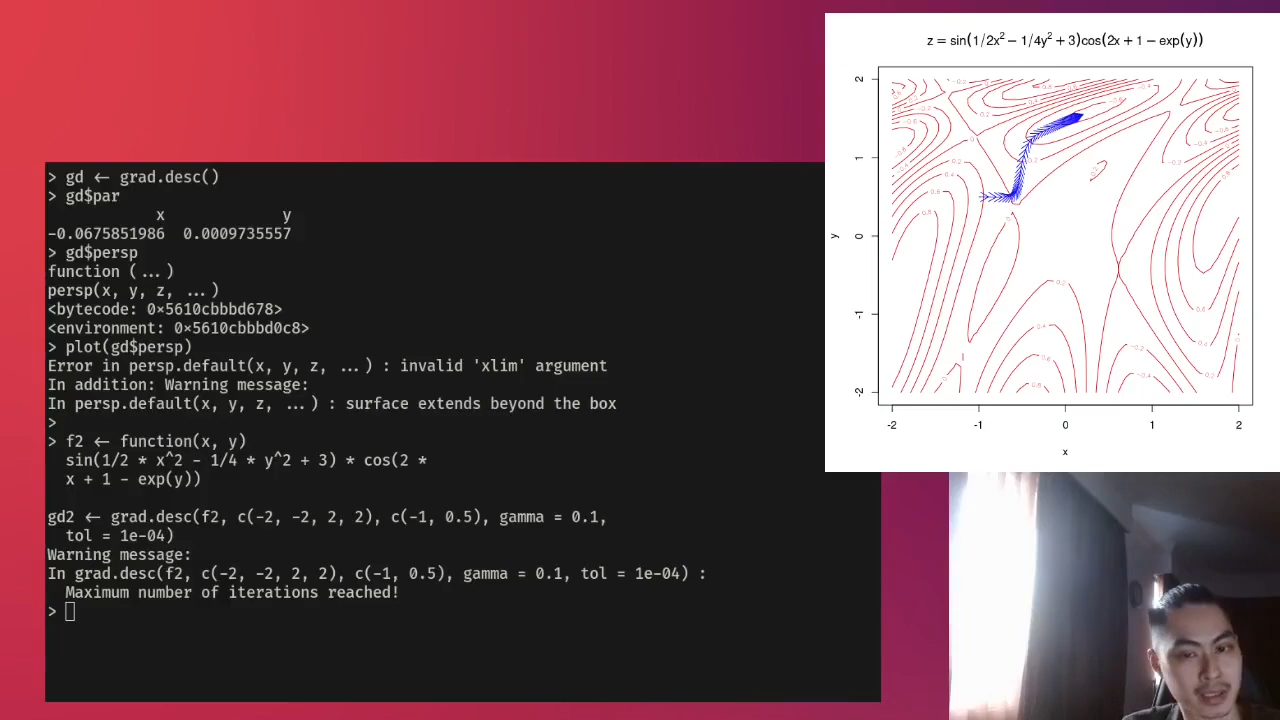 > gd ← grad.desc()
> gd$par
x y
-0.0675851986 0.0009735557
> gd$persp
function (...)
persp(x, y, z, ...)
<bytecode: 0×5610cbbbd678>
<environment: 0×5610cbbbd0c8>
> plot(gd$persp)
Error in persp.default(x, y, z, ...) : invalid 'xlim' argument
In addition: Warning message:
In persp.default(x, y, z, ...) : surface extends beyond the box
>
> f2 ← function(x, y)
sin(1/2 * x^2 - 1/4 * y^2 + 3) * cos(2 *
x + 1 - exp(y))
gd2 ← grad.desc(f2, c(-2, -2, 2, 2), c(-1, 0.5), gamma = 0.1,
tol = 1e-04)
Warning message:
In grad.desc(f2, c(-2, -2, 2, 2), c(-1, 0.5), gamma = 0.1, tol = 1e-04) :
Maximum number of iterations reached!
>
z = sin(1/2x² − 1/4y² + 3)cos(2x + 1 − exp(y))
2
1
0
-1
-2
y
-2 -1 0 1 2
x